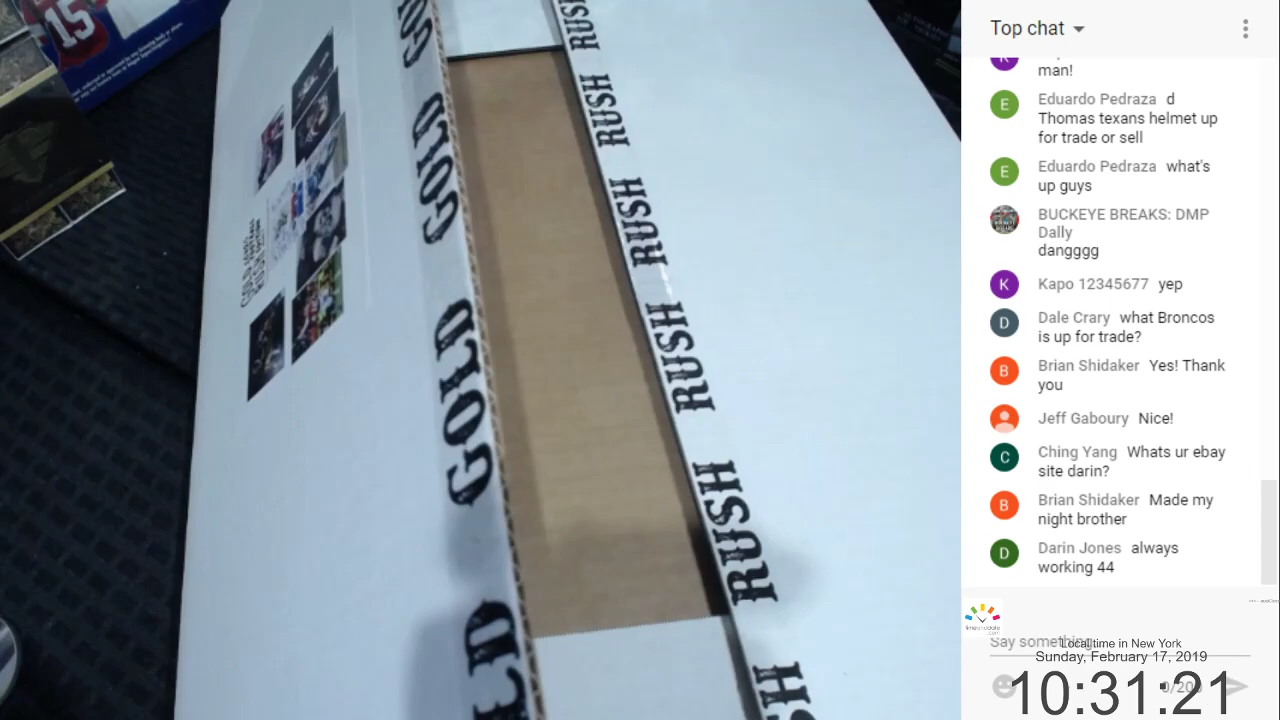 15
GOLD
GOLD
GOLD
RUSH
RUSH
RUSH
RUSH
RUSH
Top chat
man!
Eduardo Pedraza d
Thomas texans helmet up
for trade or sell
Eduardo Pedraza what's
up guys
BUCKEYE BREAKS: DMP
Dally
dangggg
Kapo 12345677 yep
Dale Crary what Broncos
is up for trade?
Brian Shidaker Yes! Thank
you
Jeff Gaboury Nice!
Ching Yang Whats ur ebay
site darin?
Brian Shidaker Made my
night brother
Darin Jones always
working 44
Say something...
Local time in New York
Sunday, February 17, 2019
10:31:21